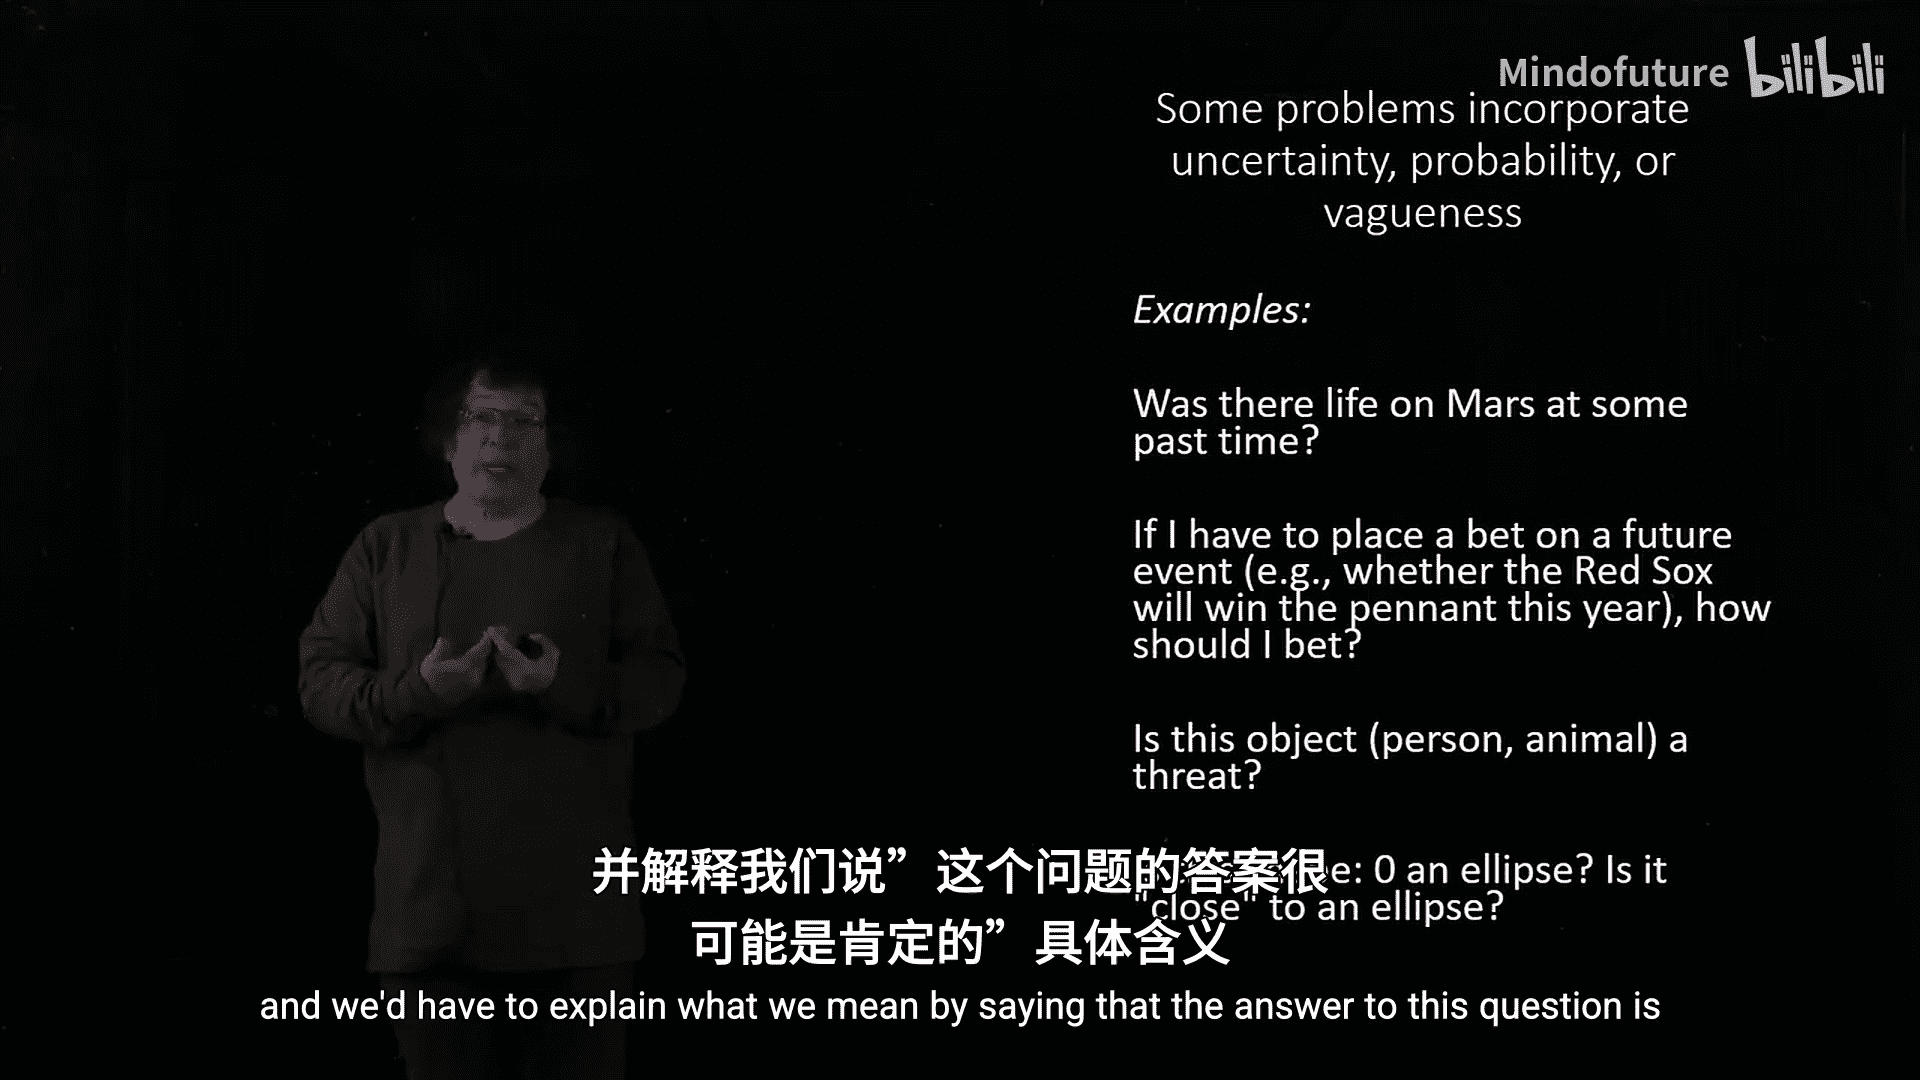 Mindofuture bilibili
Some problems incorporate
uncertainty, probability, or
vagueness
Examples:
Was there life on Mars at some
past time?
If I have to place a bet on a future
event (e.g., whether the Red Sox
will win the pennant this year), how
should I bet?
Is this object (person, animal) a
threat?
: 0 an ellipse? Is it
"close" to an ellipse?
并解释我们说”这个问题的答案很
可能是肯定的”具体含义
and we'd have to explain what we mean by saying that the answer to this question is